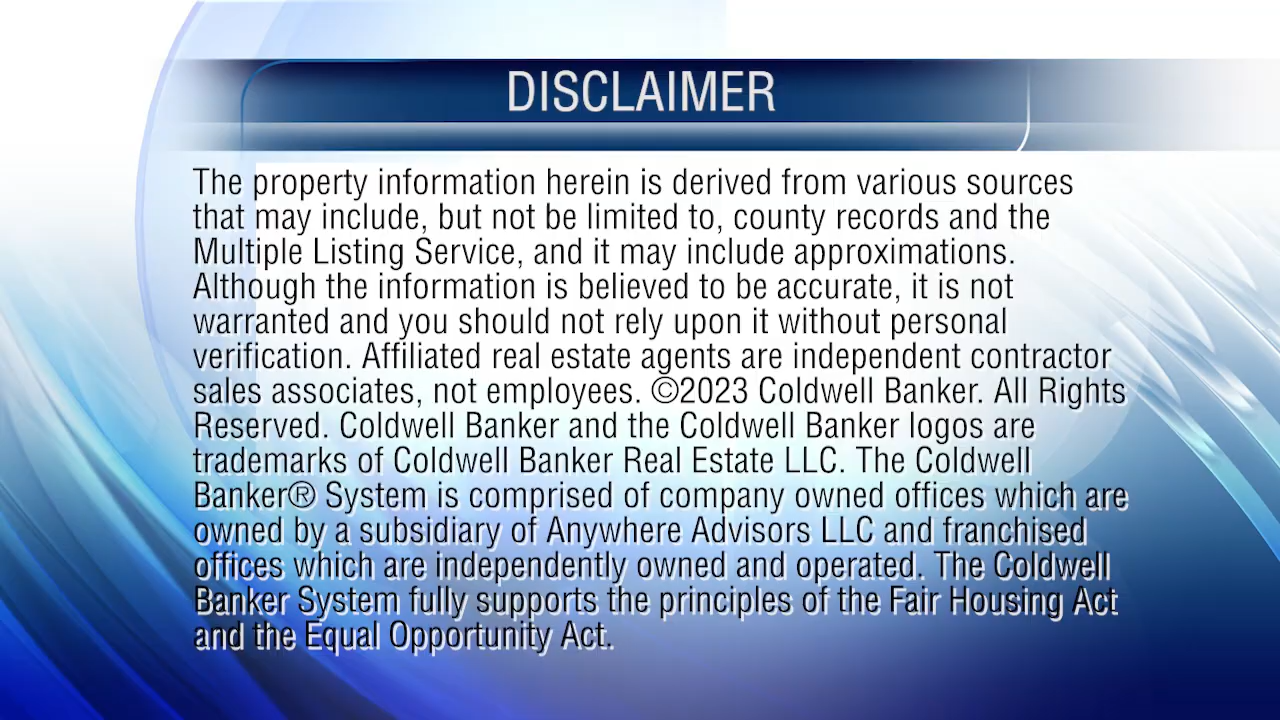 DISCLAIMER
The property information herein is derived from various sources
that may include, but not be limited to, county records and the
Multiple Listing Service, and it may include approximations.
Although the information is believed to be accurate, it is not
warranted and you should not rely upon it without personal
verification. Affiliated real estate agents are independent contractor
sales associates, not employees. ©2023 Coldwell Banker. All Rights
Reserved. Coldwell Banker and the Coldwell Banker logos are
trademarks of Coldwell Banker Real Estate LLC. The Coldwell
Banker® System is comprised of company owned offices which are
owned by a subsidiary of Anywhere Advisors LLC and franchised
offices which are independently owned and operated. The Coldwell
Banker System fully supports the principles of the Fair Housing Act
and the Equal Opportunity Act.